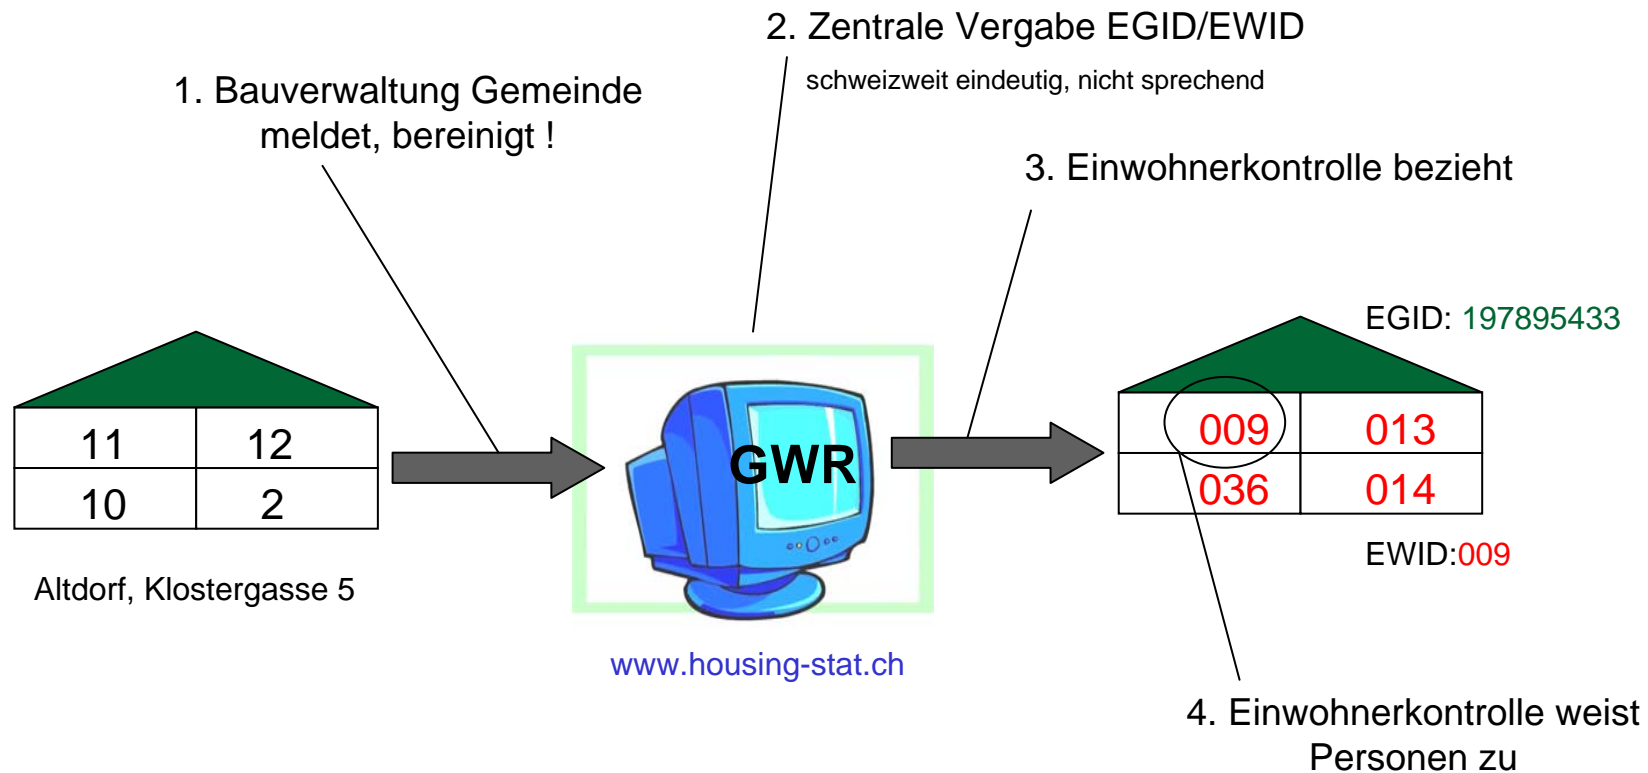 2. Zentrale Vergabe EGID/EWID
schweizweit eindeutig, nicht sprechend
1. Bauverwaltung Gemeinde
meldet, bereinigt !
3. Einwohnerkontrolle bezieht
11 12
10 2
Altdorf, Klostergasse 5
GWR
www.housing-stat.ch
EGID: 197895433
009 013
036 014
EWID:009
4. Einwohnerkontrolle weist
Personen zu